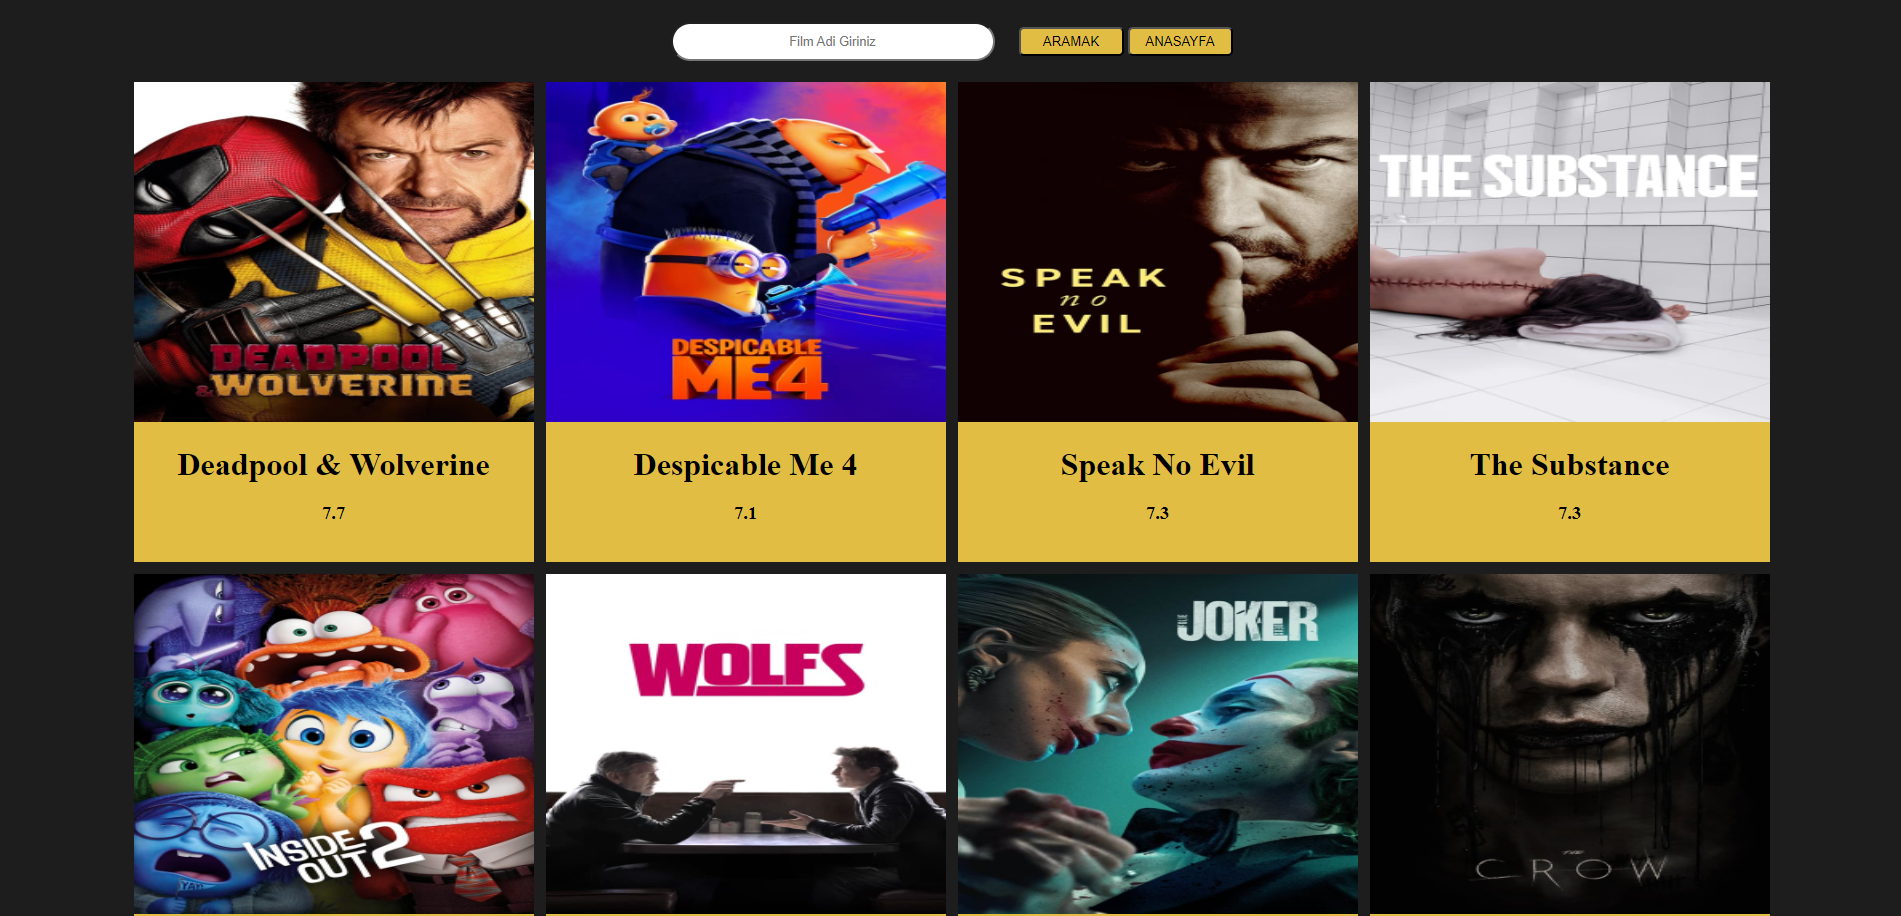 Film Adi Giriniz
ARAMAK
ANASAYFA
DEADPOOL
& WOLVERINE
DESPICABLE
ME 4
SPEAK
no
EVIL
THE SUBSTANCE
Deadpool & Wolverine
Despicable Me 4
Speak No Evil
The Substance
7.7
7.1
7.3
7.3
INSIDE
OUT 2
WOLFS
JOKER
THE
CROW